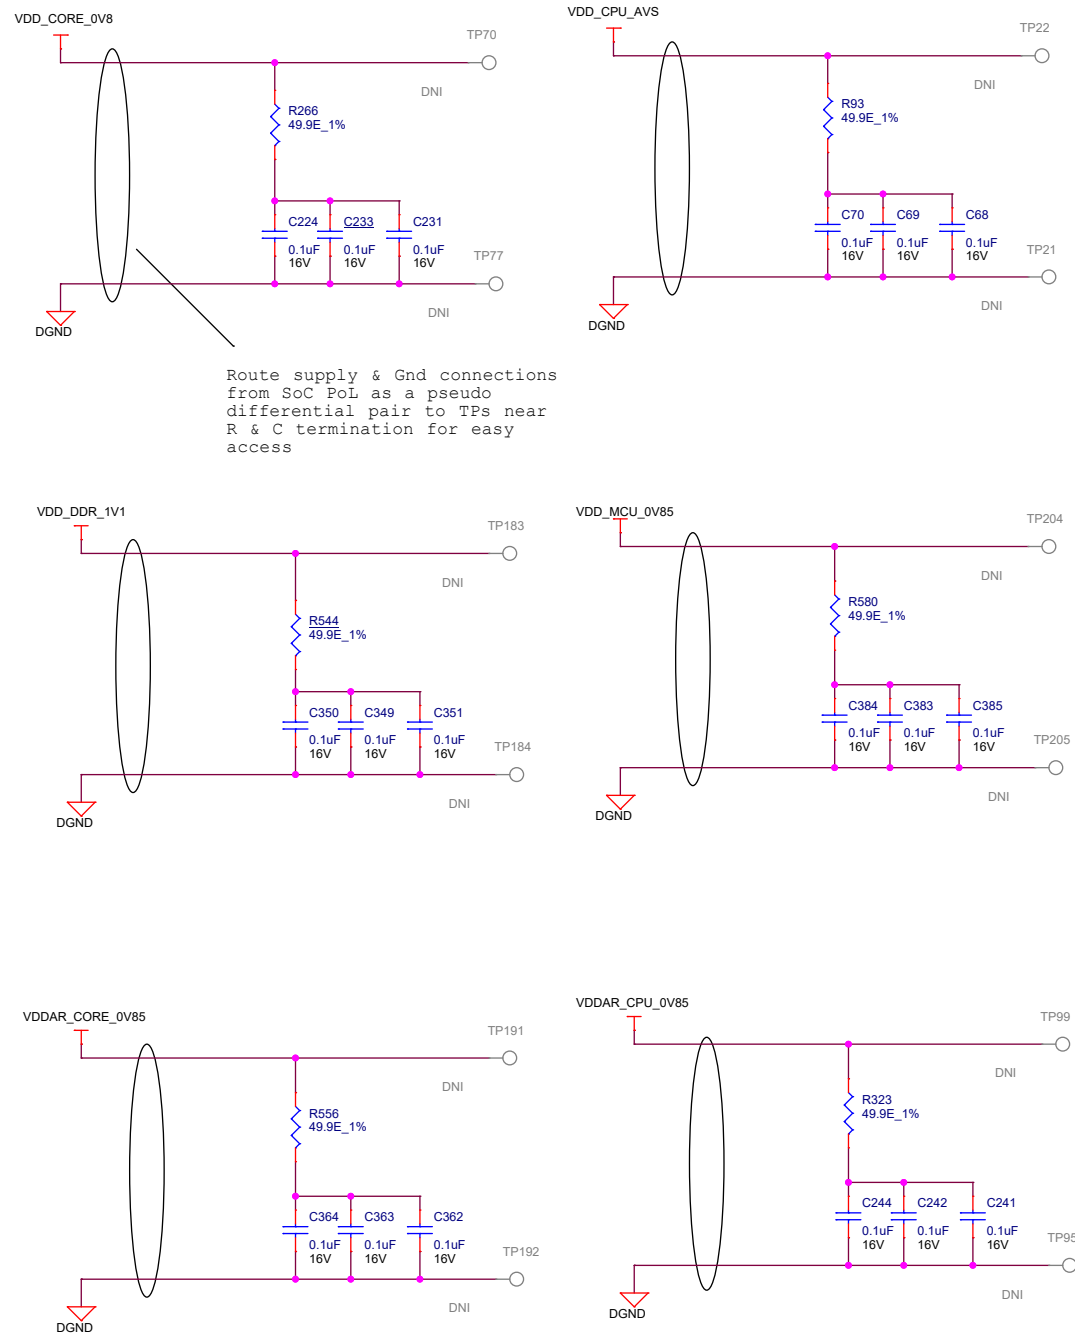 VDD_CORE_0V8
TP70
DNI
R266
49.9E_1%
C224
C233
C231
0.1uF
0.1uF
0.1uF
16V
16V
16V
TP77
DNI
DGND
VDD_CPU_AVS
TP22
DNI
R93
49.9E_1%
C70
C69
C68
0.1uF
0.1uF
0.1uF
16V
16V
16V
TP21
DNI
DGND
Route supply & Gnd connections
from SoC PoL as a pseudo
differential pair to TPs near
R & C termination for easy
access
VDD_DDR_1V1
TP183
DNI
R544
49.9E_1%
C350
C349
C351
0.1uF
0.1uF
0.1uF
16V
16V
16V
TP184
DNI
DGND
VDD_MCU_0V85
TP204
DNI
R580
49.9E_1%
C384
C383
C385
0.1uF
0.1uF
0.1uF
16V
16V
16V
TP205
DNI
DGND
VDDAR_CORE_0V85
TP191
DNI
R556
49.9E_1%
C364
C363
C362
0.1uF
0.1uF
0.1uF
16V
16V
16V
TP192
DNI
DGND
VDDAR_CPU_0V85
TP99
DNI
R323
49.9E_1%
C244
C242
C241
0.1uF
0.1uF
0.1uF
16V
16V
16V
TP95
DNI
DGND